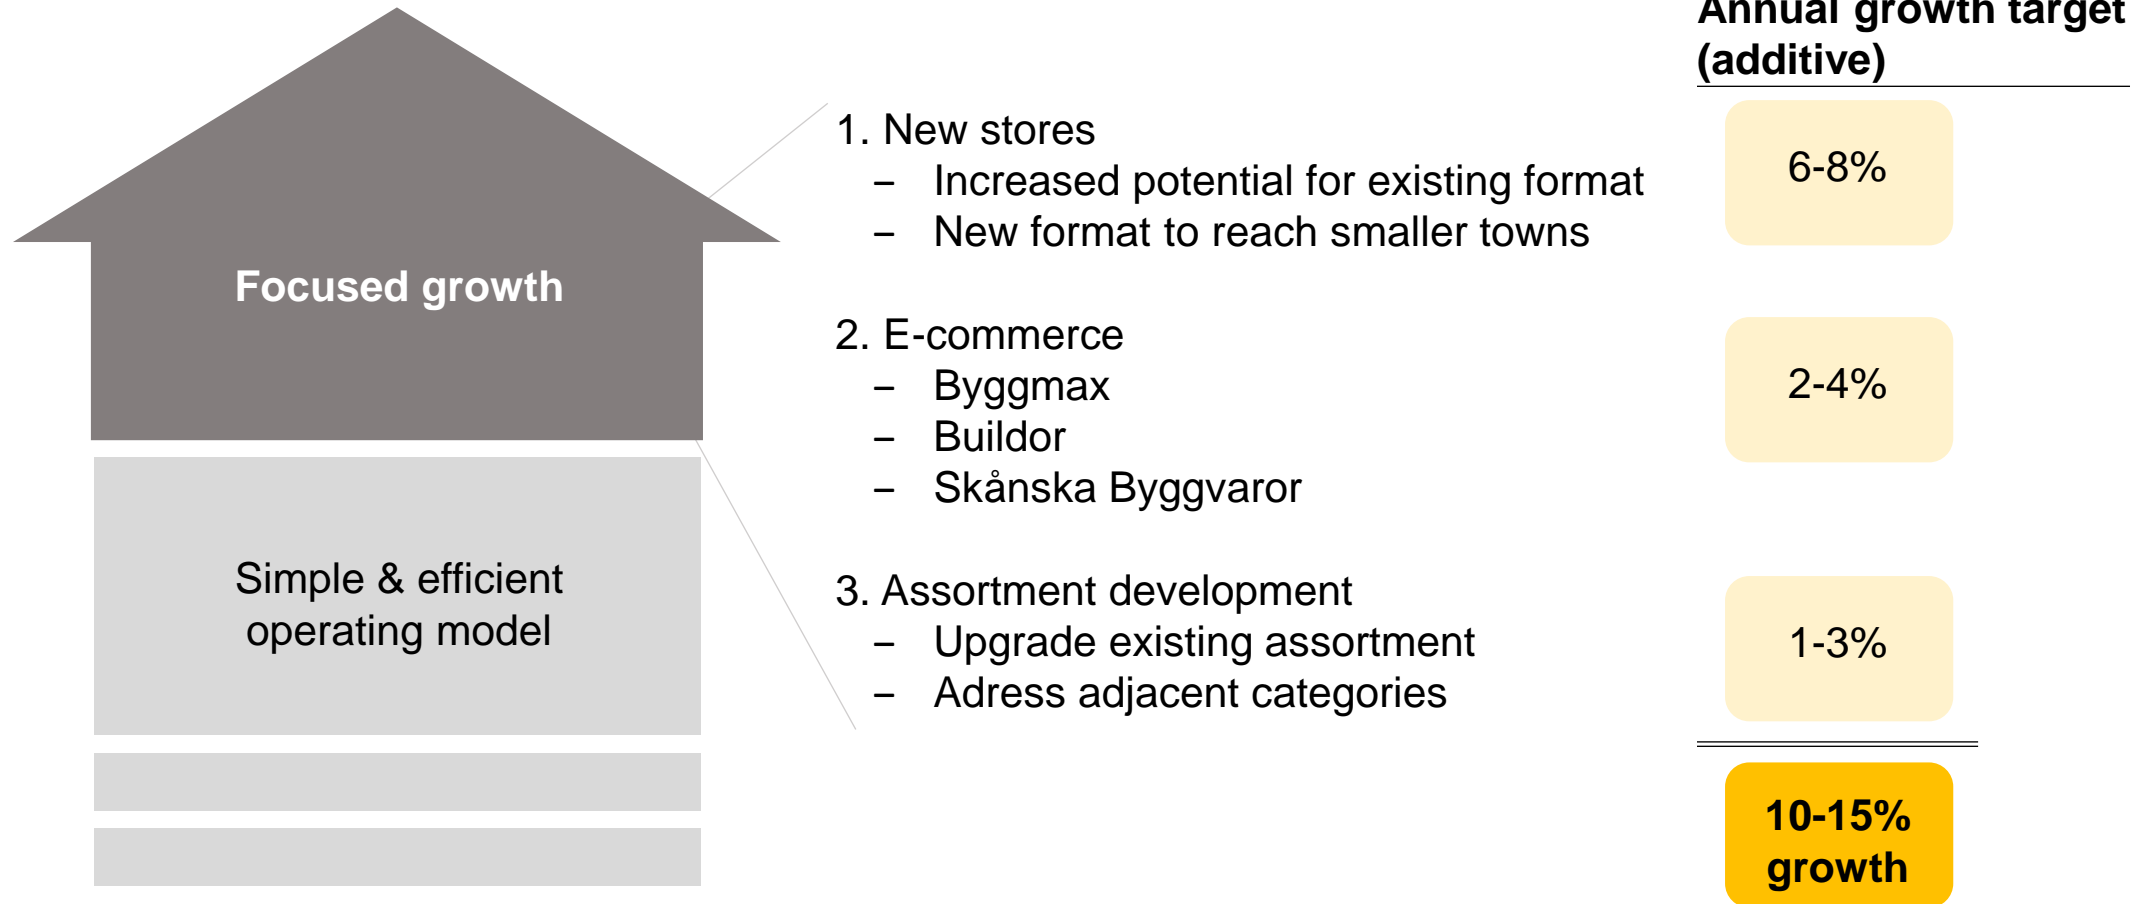 Annual growth target
(additive)
Focused growth
Simple & efficient
operating model
1. New stores
– Increased potential for existing format
– New format to reach smaller towns
6-8%
2. E-commerce
– Byggmax
– Buildor
– Skånska Byggvaror
2-4%
3. Assortment development
– Upgrade existing assortment
– Adress adjacent categories
1-3%
10-15%
growth